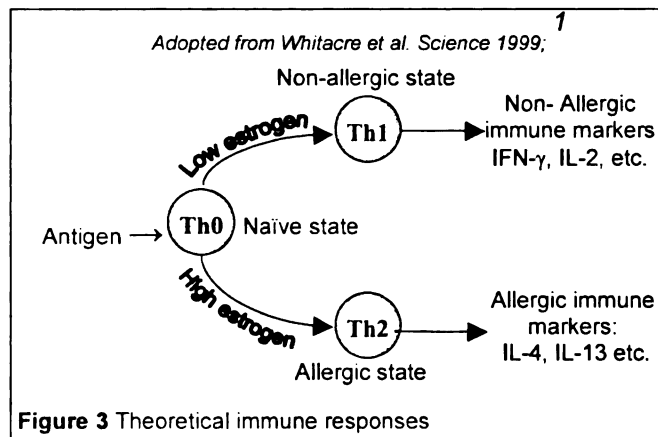 1
Adopted from Whitacre et al. Science 1999;
Non-allergic state
Low estrogen
Th1
Non- Allergic
immune markers
IFN-γ, IL-2, etc.
Antigen
Th0
Naïve state
High estrogen
Th2
Allergic state
Allergic immune
markers:
IL-4, IL-13 etc.
Figure 3 Theoretical immune responses